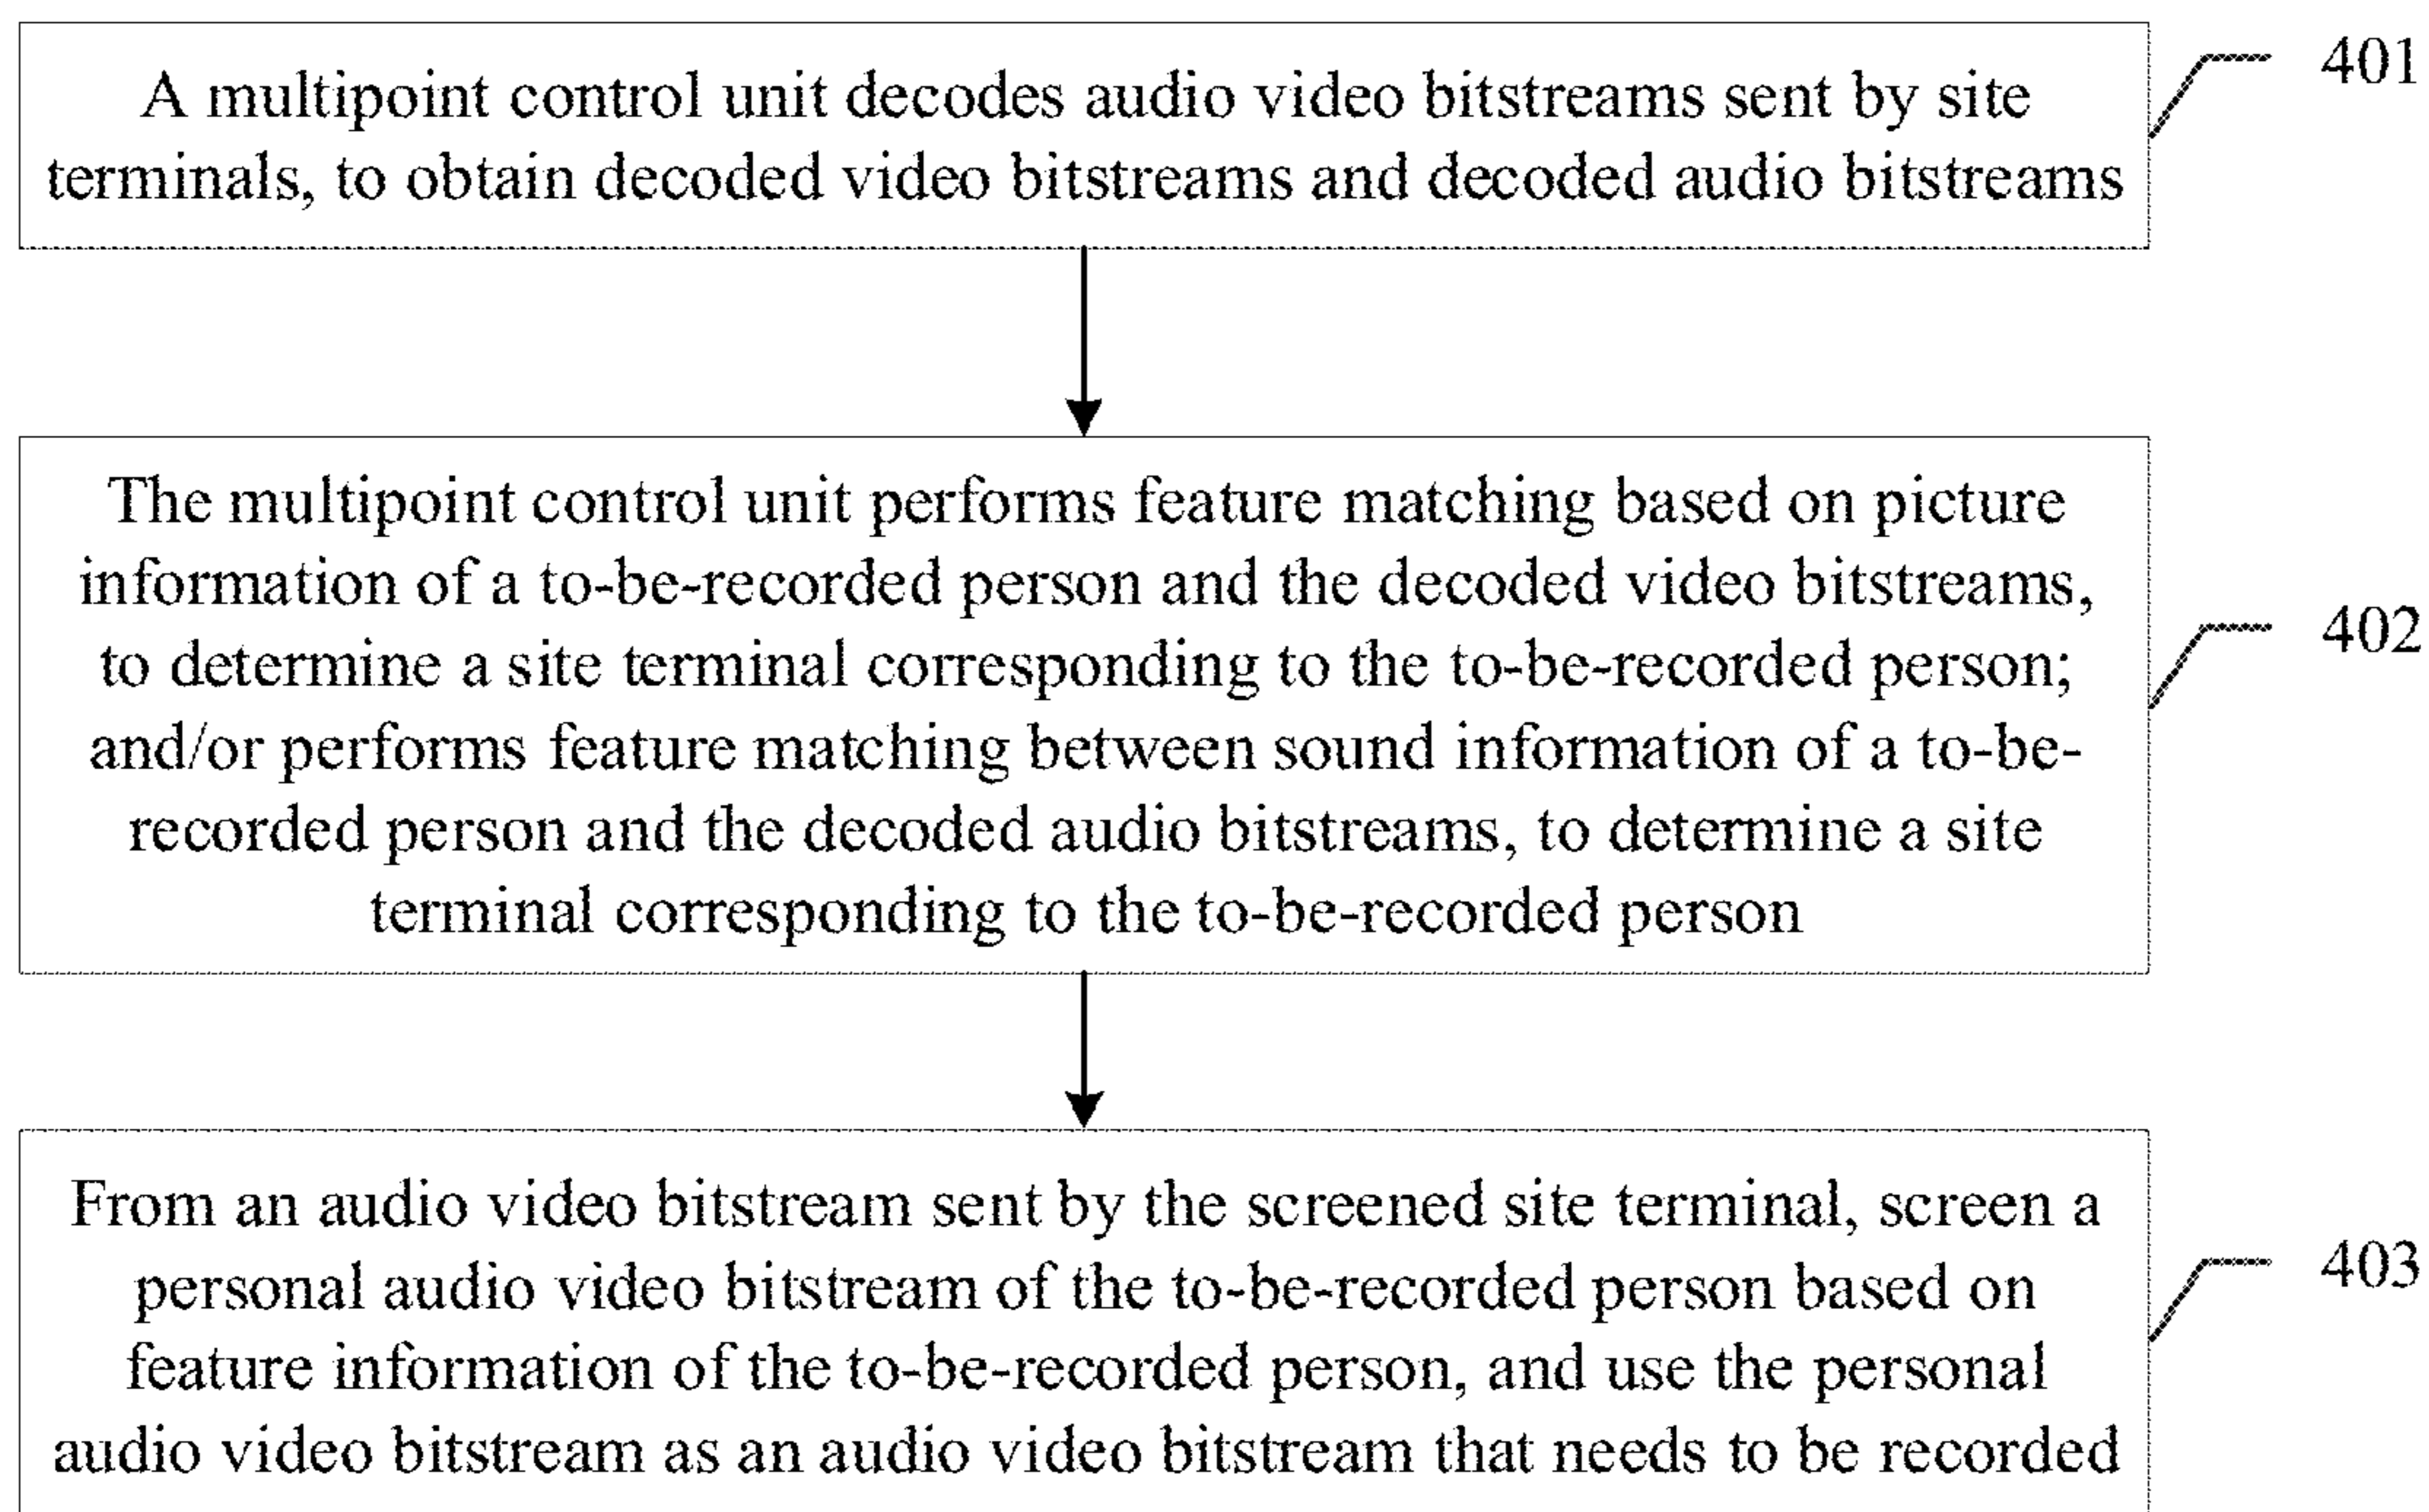 A multipoint control unit decodes audio video bitstreams sent by site
terminals, to obtain decoded video bitstreams and decoded audio bitstreams
401
The multipoint control unit performs feature matching based on picture
information of a to-be-recorded person and the decoded video bitstreams,
to determine a site terminal corresponding to the to-be-recorded person;
and/or performs feature matching between sound information of a to-be-
recorded person and the decoded audio bitstreams, to determine a site
terminal corresponding to the to-be-recorded person
402
From an audio video bitstream sent by the screened site terminal, screen a
personal audio video bitstream of the to-be-recorded person based on
feature information of the to-be-recorded person, and use the personal
audio video bitstream as an audio video bitstream that needs to be recorded
403